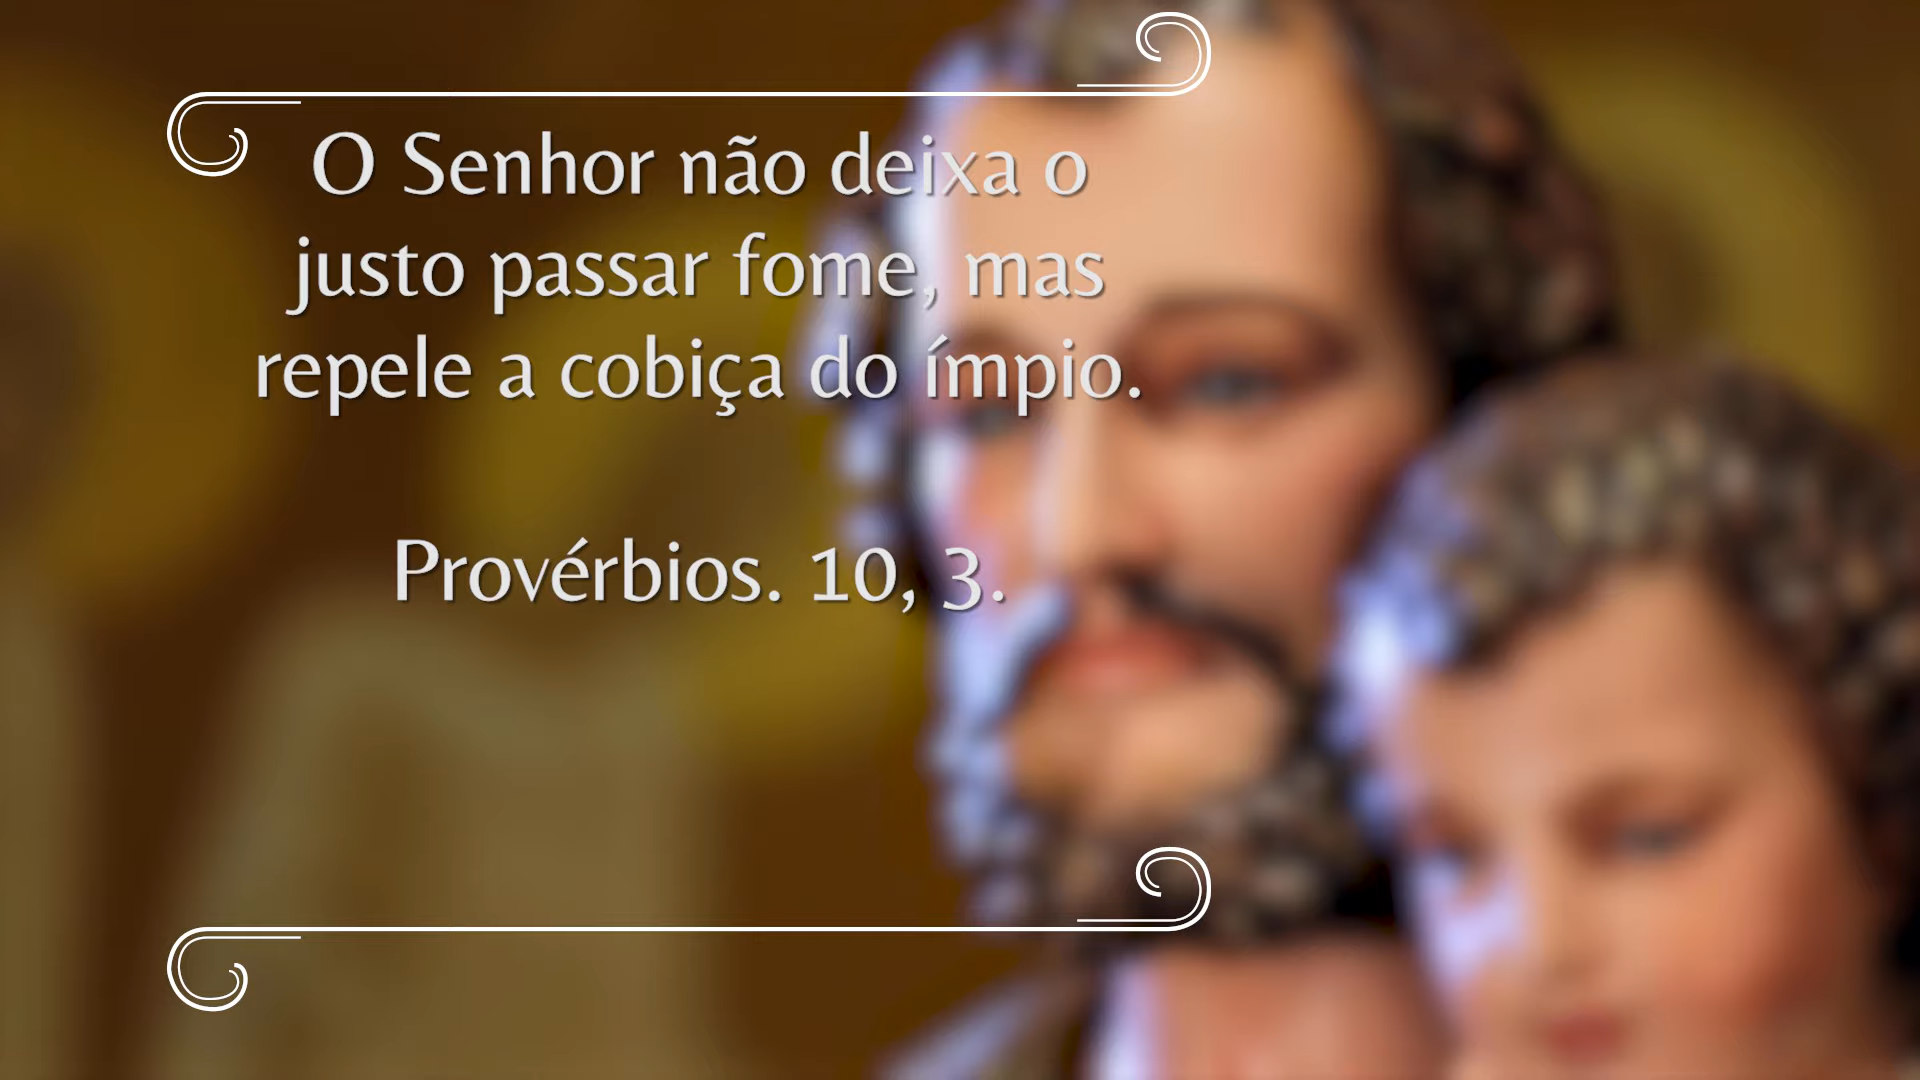 O Senhor não deixa o
justo passar fome, mas
repele a cobiça do ímpio.
Provérbios. 10, 3.